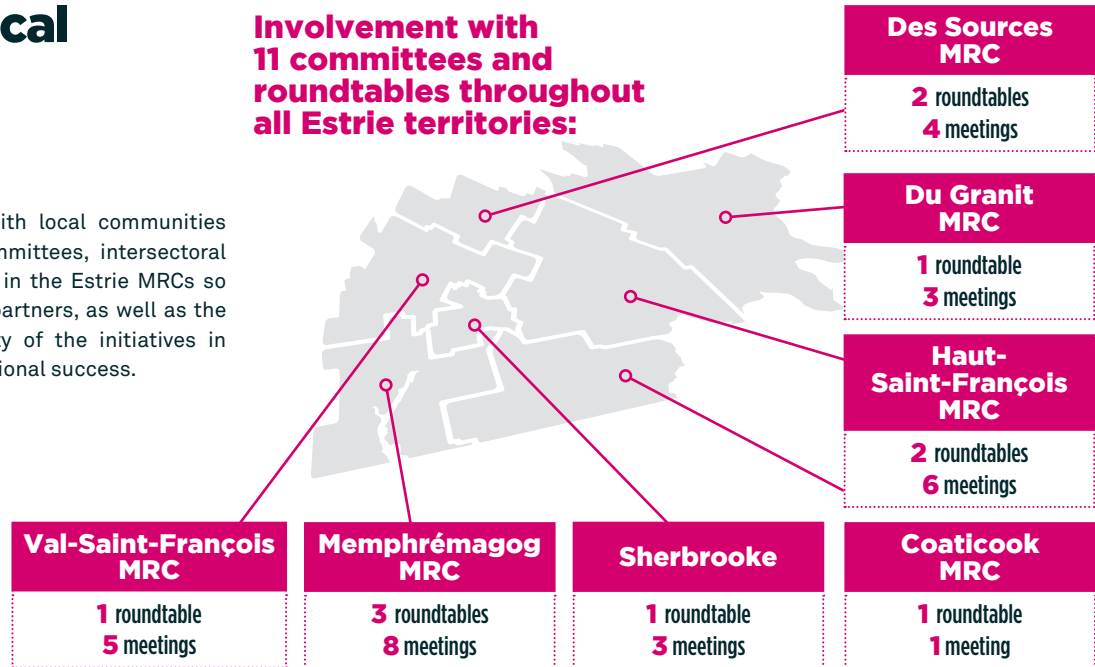 cal
Involvement with
11 committees and
roundtables throughout
all Estrie territories:
ith local communities
mmittees, intersectoral
in the Estrie MRCs so
partners, as well as the
ty of the initiatives in
tional success.
Des Sources
MRC
2 roundtables
4 meetings
Du Granit
MRC
1 roundtable
3 meetings
Haut-
Saint-François
MRC
2 roundtables
6 meetings
Val-Saint-François
MRC
1 roundtable
5 meetings
Memphrémagog
MRC
3 roundtables
8 meetings
Sherbrooke
1 roundtable
3 meetings
Coaticook
MRC
1 roundtable
1 meeting